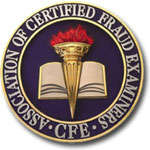 ASSOCIATION OF CERTIFIED FRAUD EXAMINERS
· CFE ·